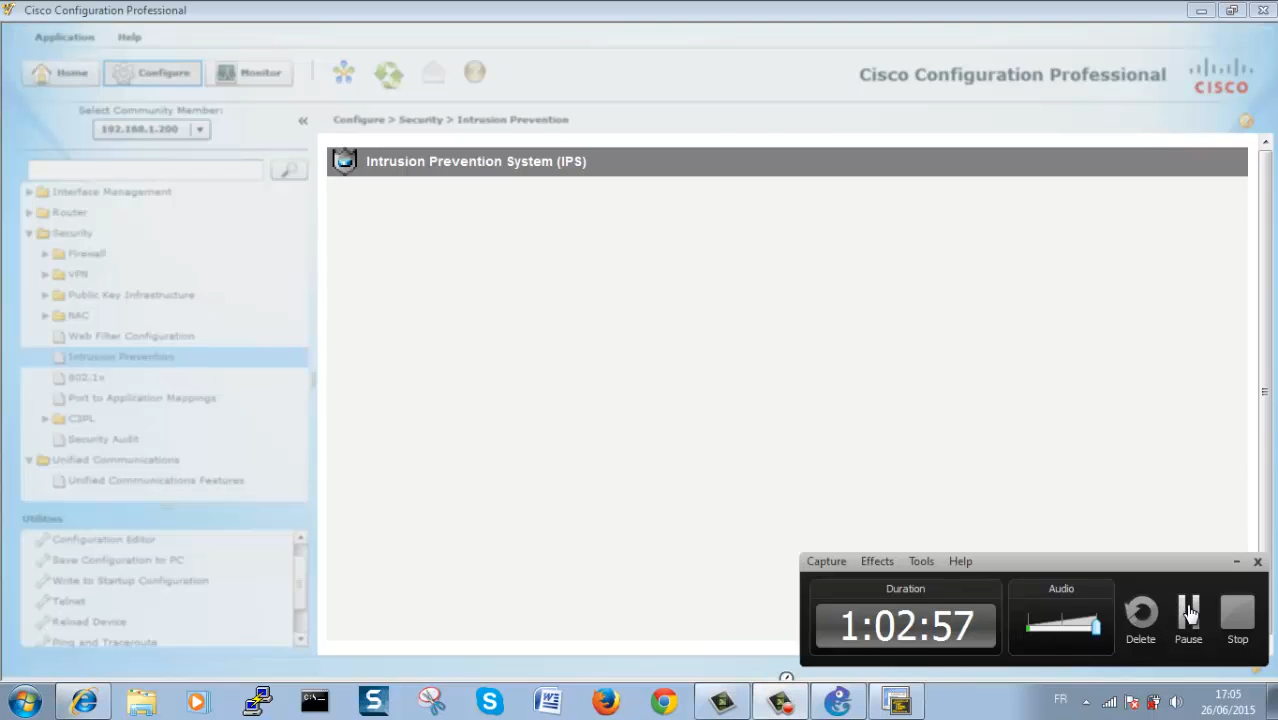 Cisco Configuration Professional
Application Help
Home Configure Monitor
Cisco Configuration Professional
CISCO
Select Community Member:
192.168.1.200
Configure > Security > Intrusion Prevention
Intrusion Prevention System (IPS)
Interface Management
Router
Security
Firewall
VPN
Public Key Infrastructure
NAC
Web Filter Configuration
Intrusion Prevention
802.1x
Port to Application Mappings
C3PL
Security Audit
Unified Communications
Unified Communications Features
Utilities
Configuration Editor
Save Configuration to PC
Write to Startup Configuration
Telnet
Reload Device
Ping and Traceroute
Capture Effects Tools Help
Duration
1:02:57
Audio
Delete
Pause
Stop
FR
17:05
26/06/2015